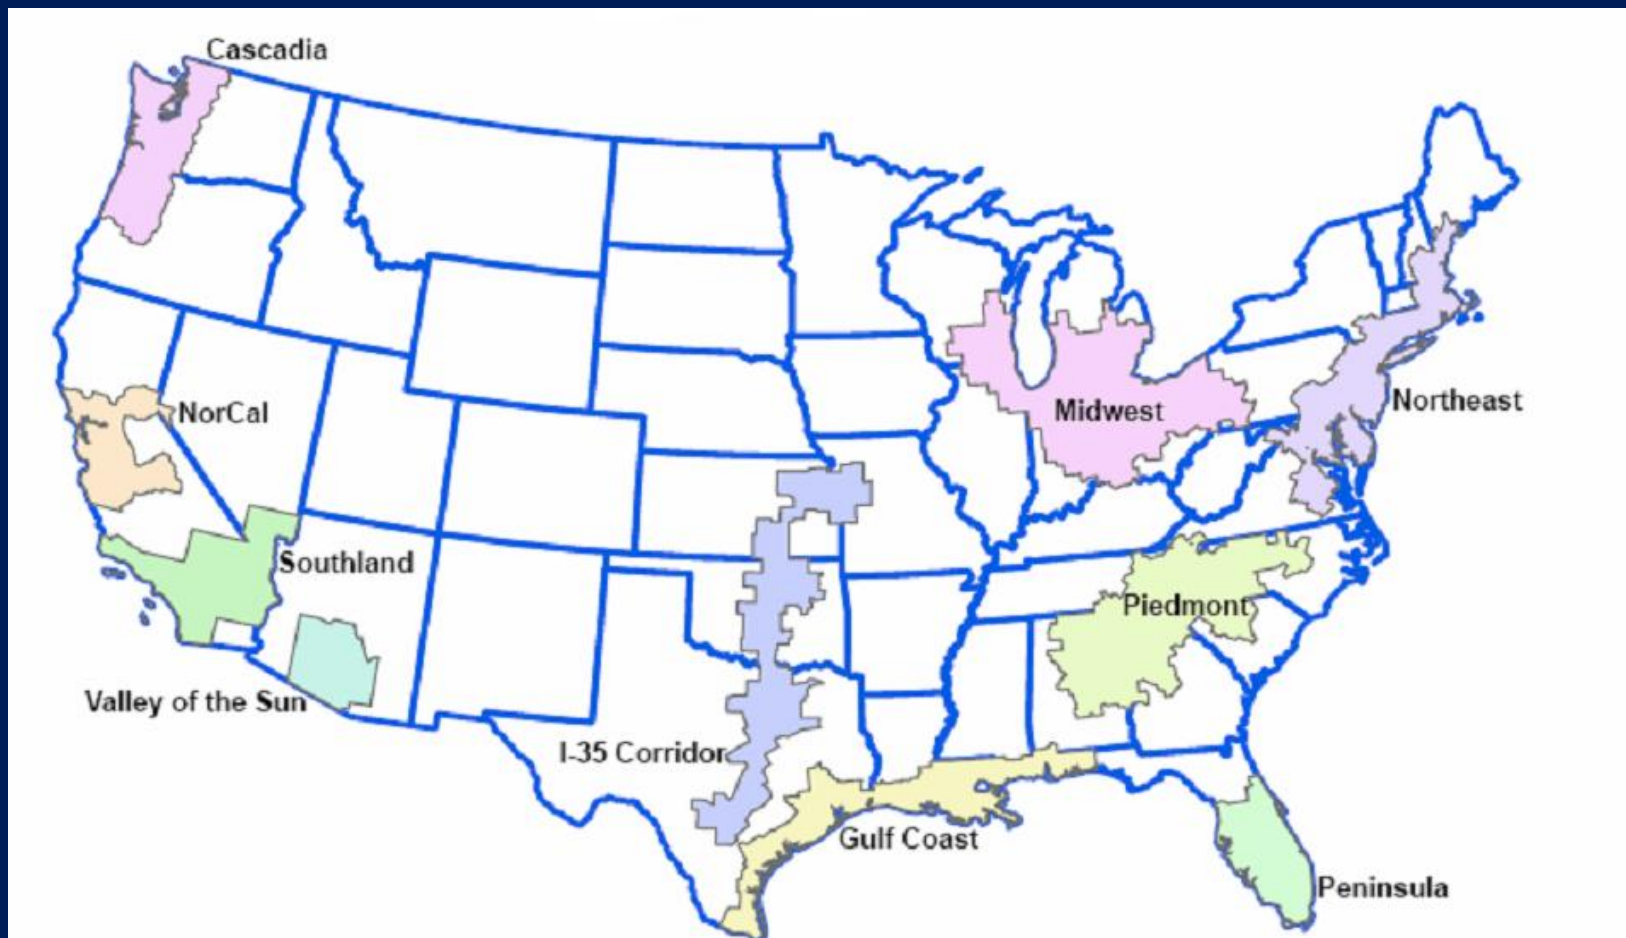 Cascadia
NorCal
Midwest
Northeast
Southland
Piedmont
Valley of the Sun
I-35 Corridor
Gulf Coast
Peninsula